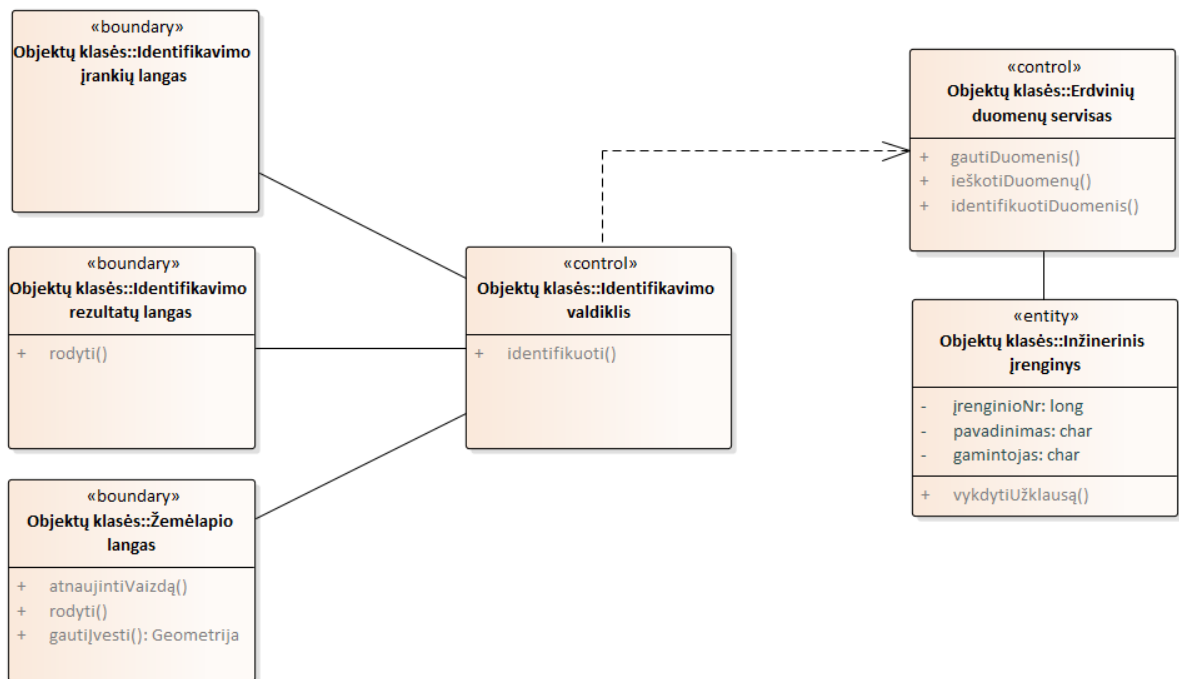 «boundary»
Objektų klasės::Identifikavimo
įrankių langas
«boundary»
Objektų klasės::Identifikavimo
rezultatų langas
+ rodyti()
«boundary»
Objektų klasės::Žemėlapio
langas
+ atnaujintiVaizdą()
+ rodyti()
+ gautiĮvesti(): Geometrija
«control»
Objektų klasės::Identifikavimo
valdiklis
+ identifikuoti()
«control»
Objektų klasės::Erdvinių
duomenų servisas
+ gautiDuomenis()
+ ieškotiDuomenų()
+ identifikuotiDuomenis()
«entity»
Objektų klasės::Inžinerinis
įrenginys
- įrenginioNr: long
- pavadinimas: char
- gamintojas: char
+ vykdytiUžklausą()